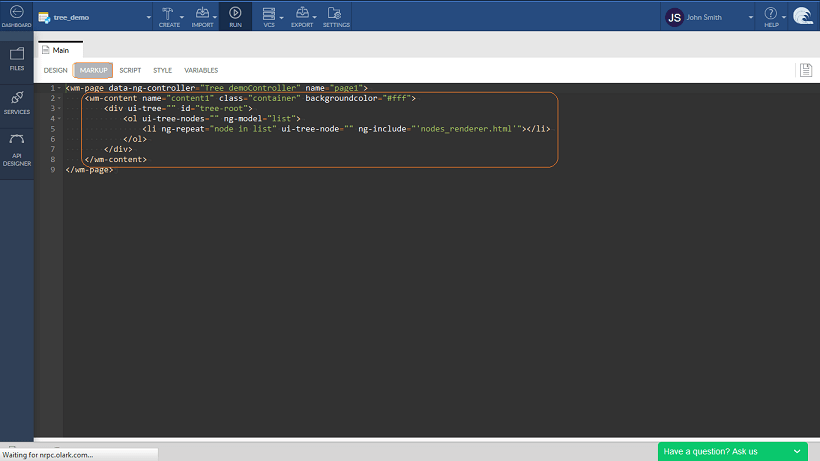 DASHBOARD
tree_demo
CREATE
IMPORT
RUN
VCS
EXPORT
SETTINGS
JS
John Smith
HELP
FILES
SERVICES
API
DESIGNER
Main
DESIGN
MARKUP
SCRIPT
STYLE
VARIABLES
1 <wm-page data-ng-controller="Tree_demoController" name="page1">
2 <wm-content name="content1" class="container" backgroundcolor="#fff">
3 <div ui-tree="" id="tree-root">
4 <ol ui-tree-nodes="" ng-model="list">
5 <li ng-repeat="node in list" ui-tree-node="" ng-include="'nodes_renderer.html'"></li>
6 </ol>
7 </div>
8 </wm-content>
9 </wm-page>
Waiting for nrpc.olark.com...
Have a question? Ask us